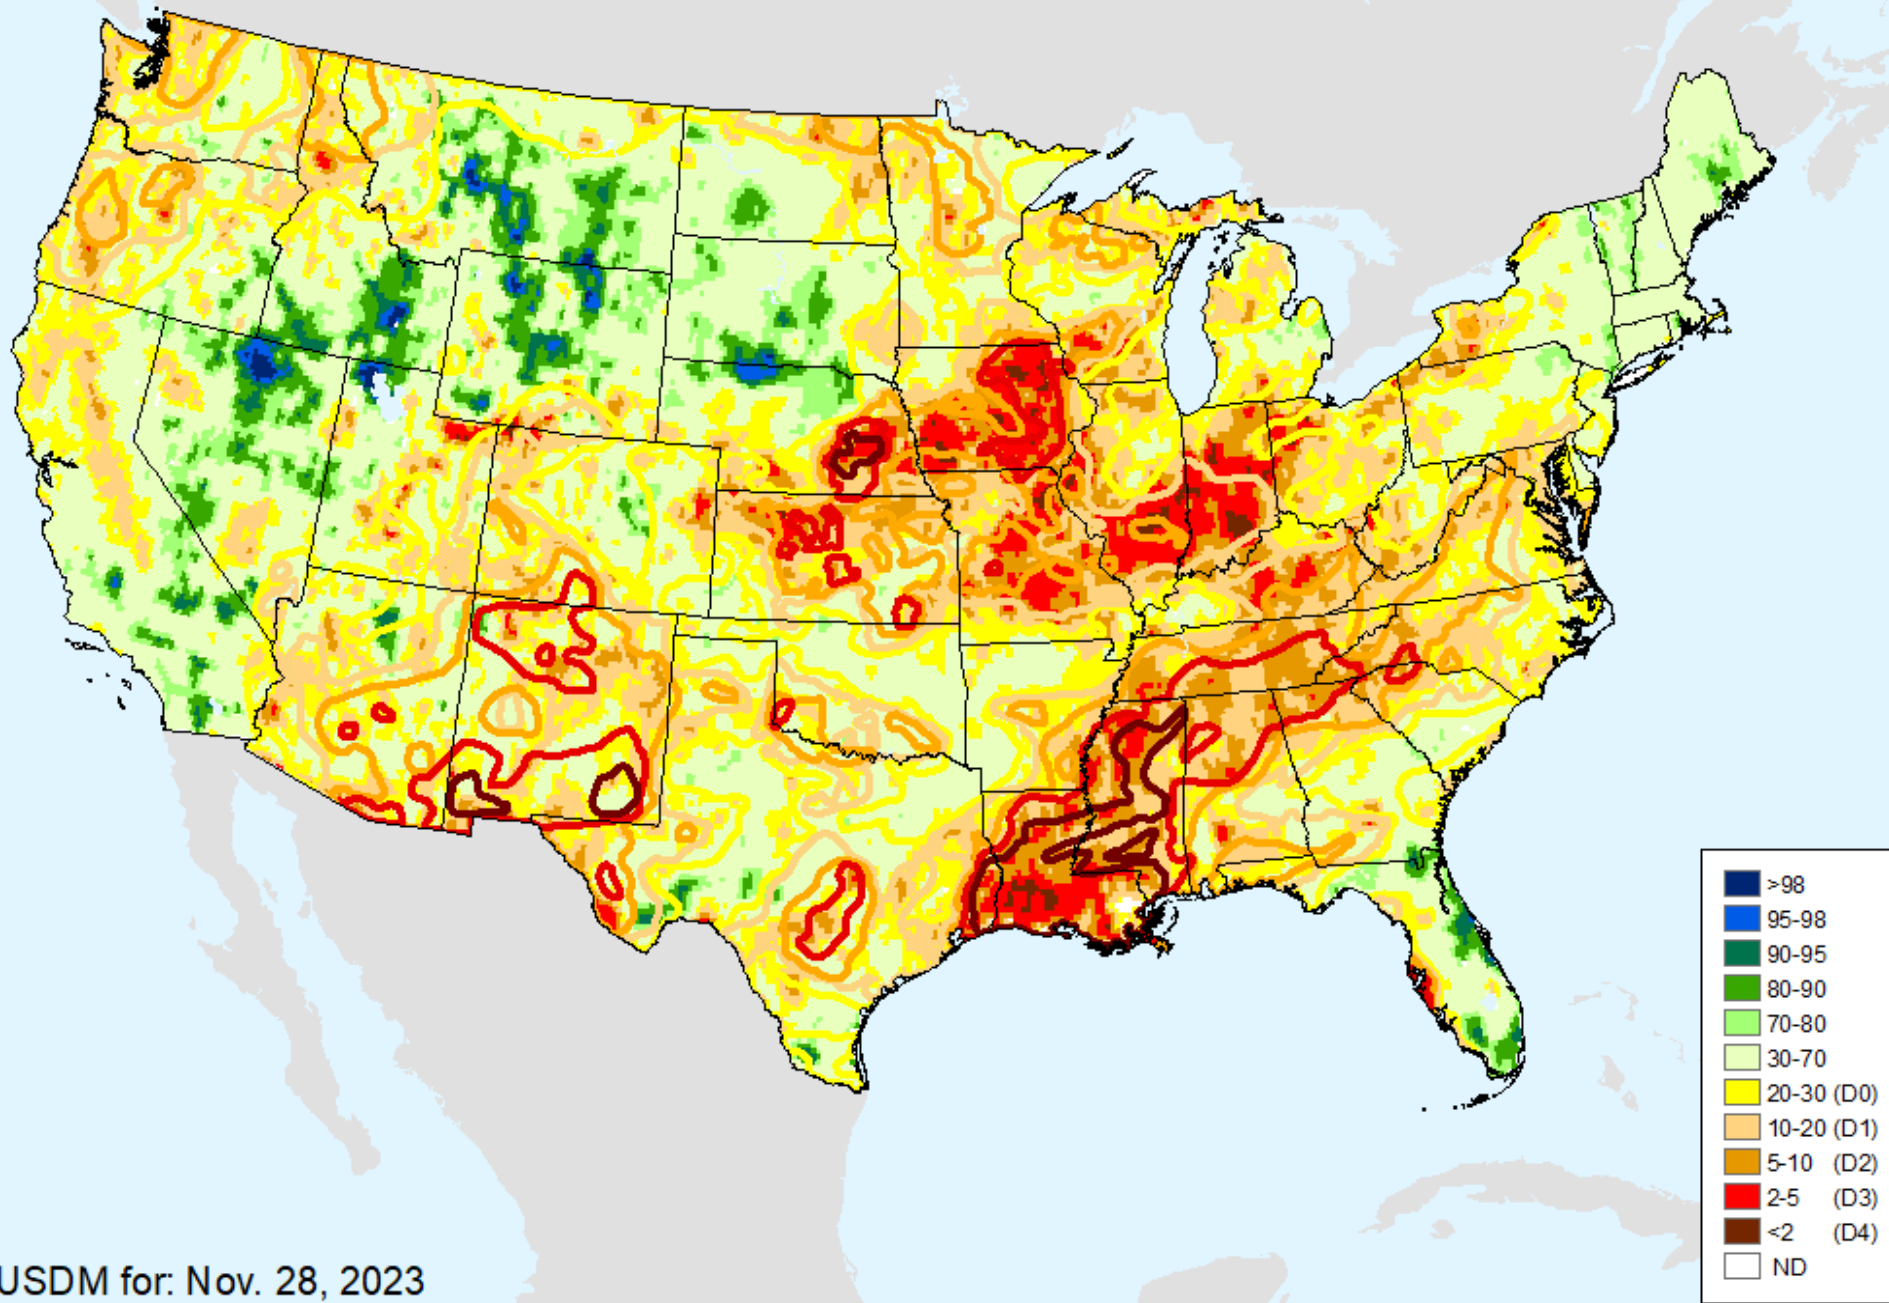 >98
95-98
90-95
80-90
70-80
30-70
20-30 (D0)
10-20 (D1)
5-10 (D2)
2-5 (D3)
<2 (D4)
ND
USDM for: Nov. 28, 2023